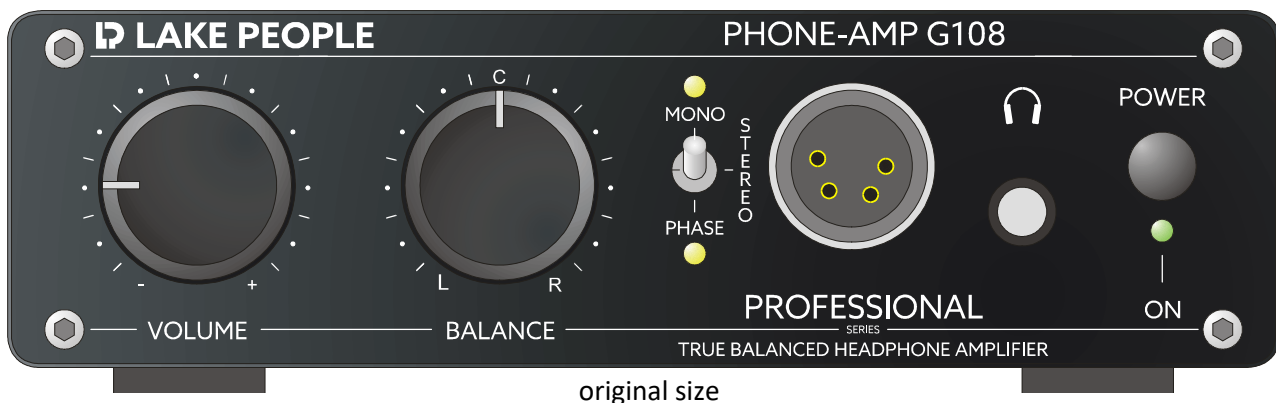 LAKE PEOPLE
PHONE-AMP G108
C
MONO
STEREO
PHASE
POWER
ON
- +
L R
VOLUME
BALANCE
PROFESSIONAL
SERIES
TRUE BALANCED HEADPHONE AMPLIFIER
original size